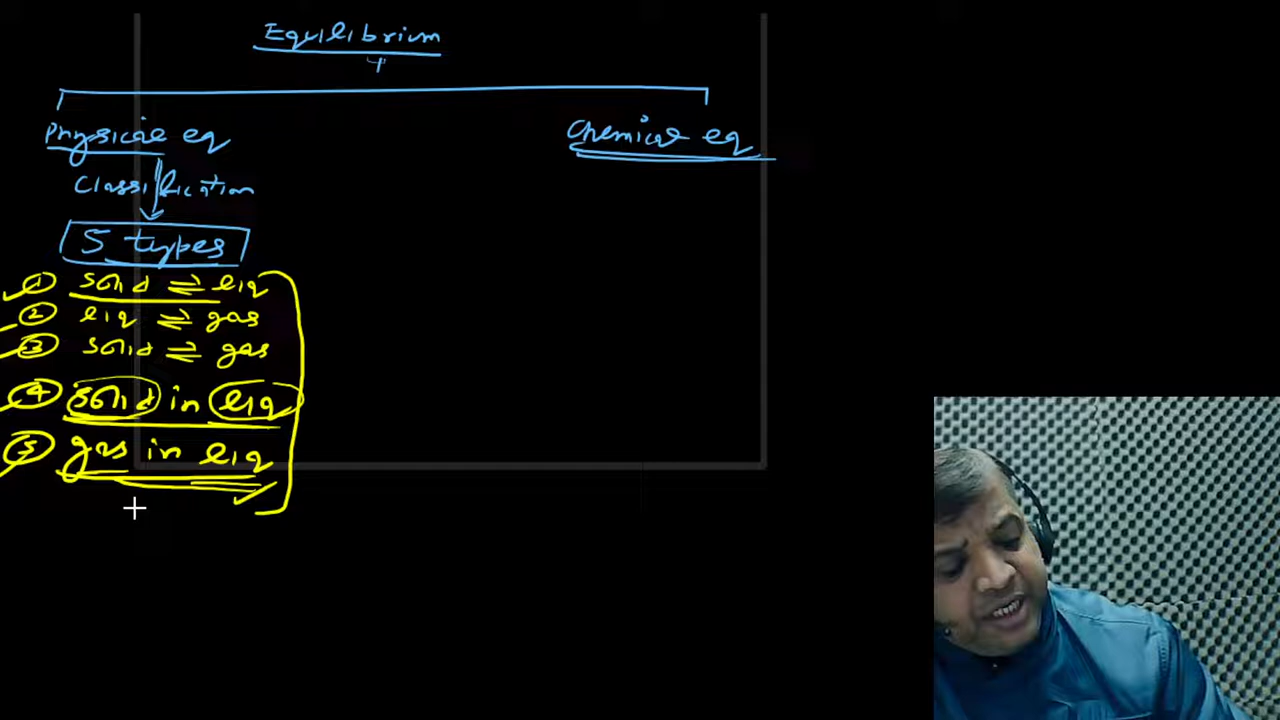 Equilibrium
Physical eq
Chemical eq
Classification
5 types
① solid ⇌ liq
② liq ⇌ gas
③ solid ⇌ gas
④ solid in liq
⑤ gas in liq